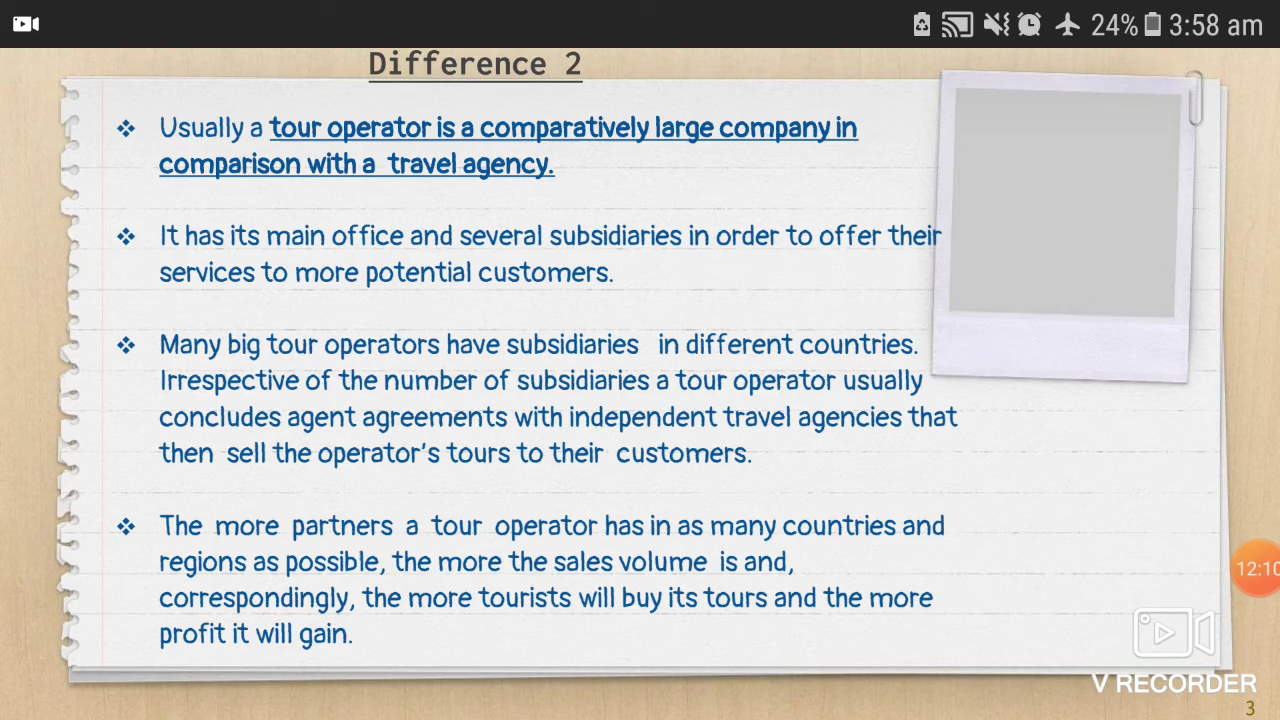 24% 3:58 am
Difference 2
❖ Usually a tour operator is a comparatively large company in
comparison with a travel agency.
❖ It has its main office and several subsidiaries in order to offer their
services to more potential customers.
❖ Many big tour operators have subsidiaries in different countries.
Irrespective of the number of subsidiaries a tour operator usually
concludes agent agreements with independent travel agencies that
then sell the operator's tours to their customers.
❖ The more partners a tour operator has in as many countries and
regions as possible, the more the sales volume is and,
correspondingly, the more tourists will buy its tours and the more
profit it will gain.
12:10
V RECORDER
3